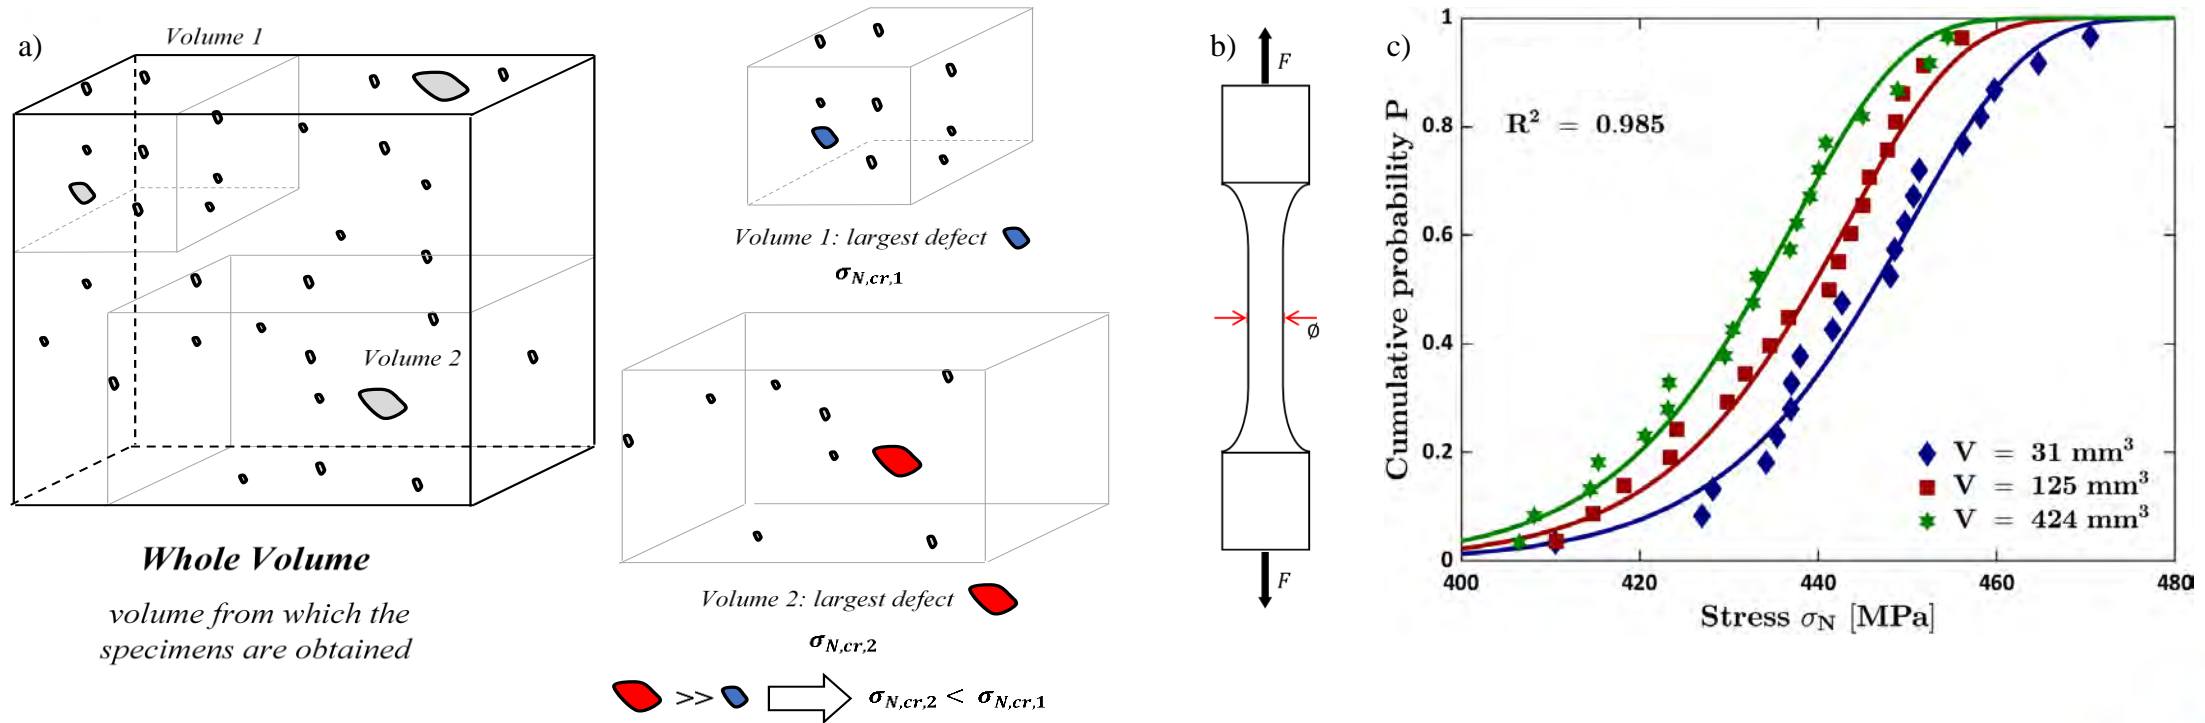 a)
Volume 1
Volume 2
Whole Volume
volume from which the
specimens are obtained
Volume 1: largest defect
σN,cr,1
Volume 2: largest defect
σN,cr,2
>>
σN,cr,2 < σN,cr,1
b)
F
ø
F
c)
Cumulative probability P
1
0.8
0.6
0.4
0.2
0
R² = 0.985
V = 31 mm³
V = 125 mm³
V = 424 mm³
400 420 440 460 480
Stress σN [MPa]